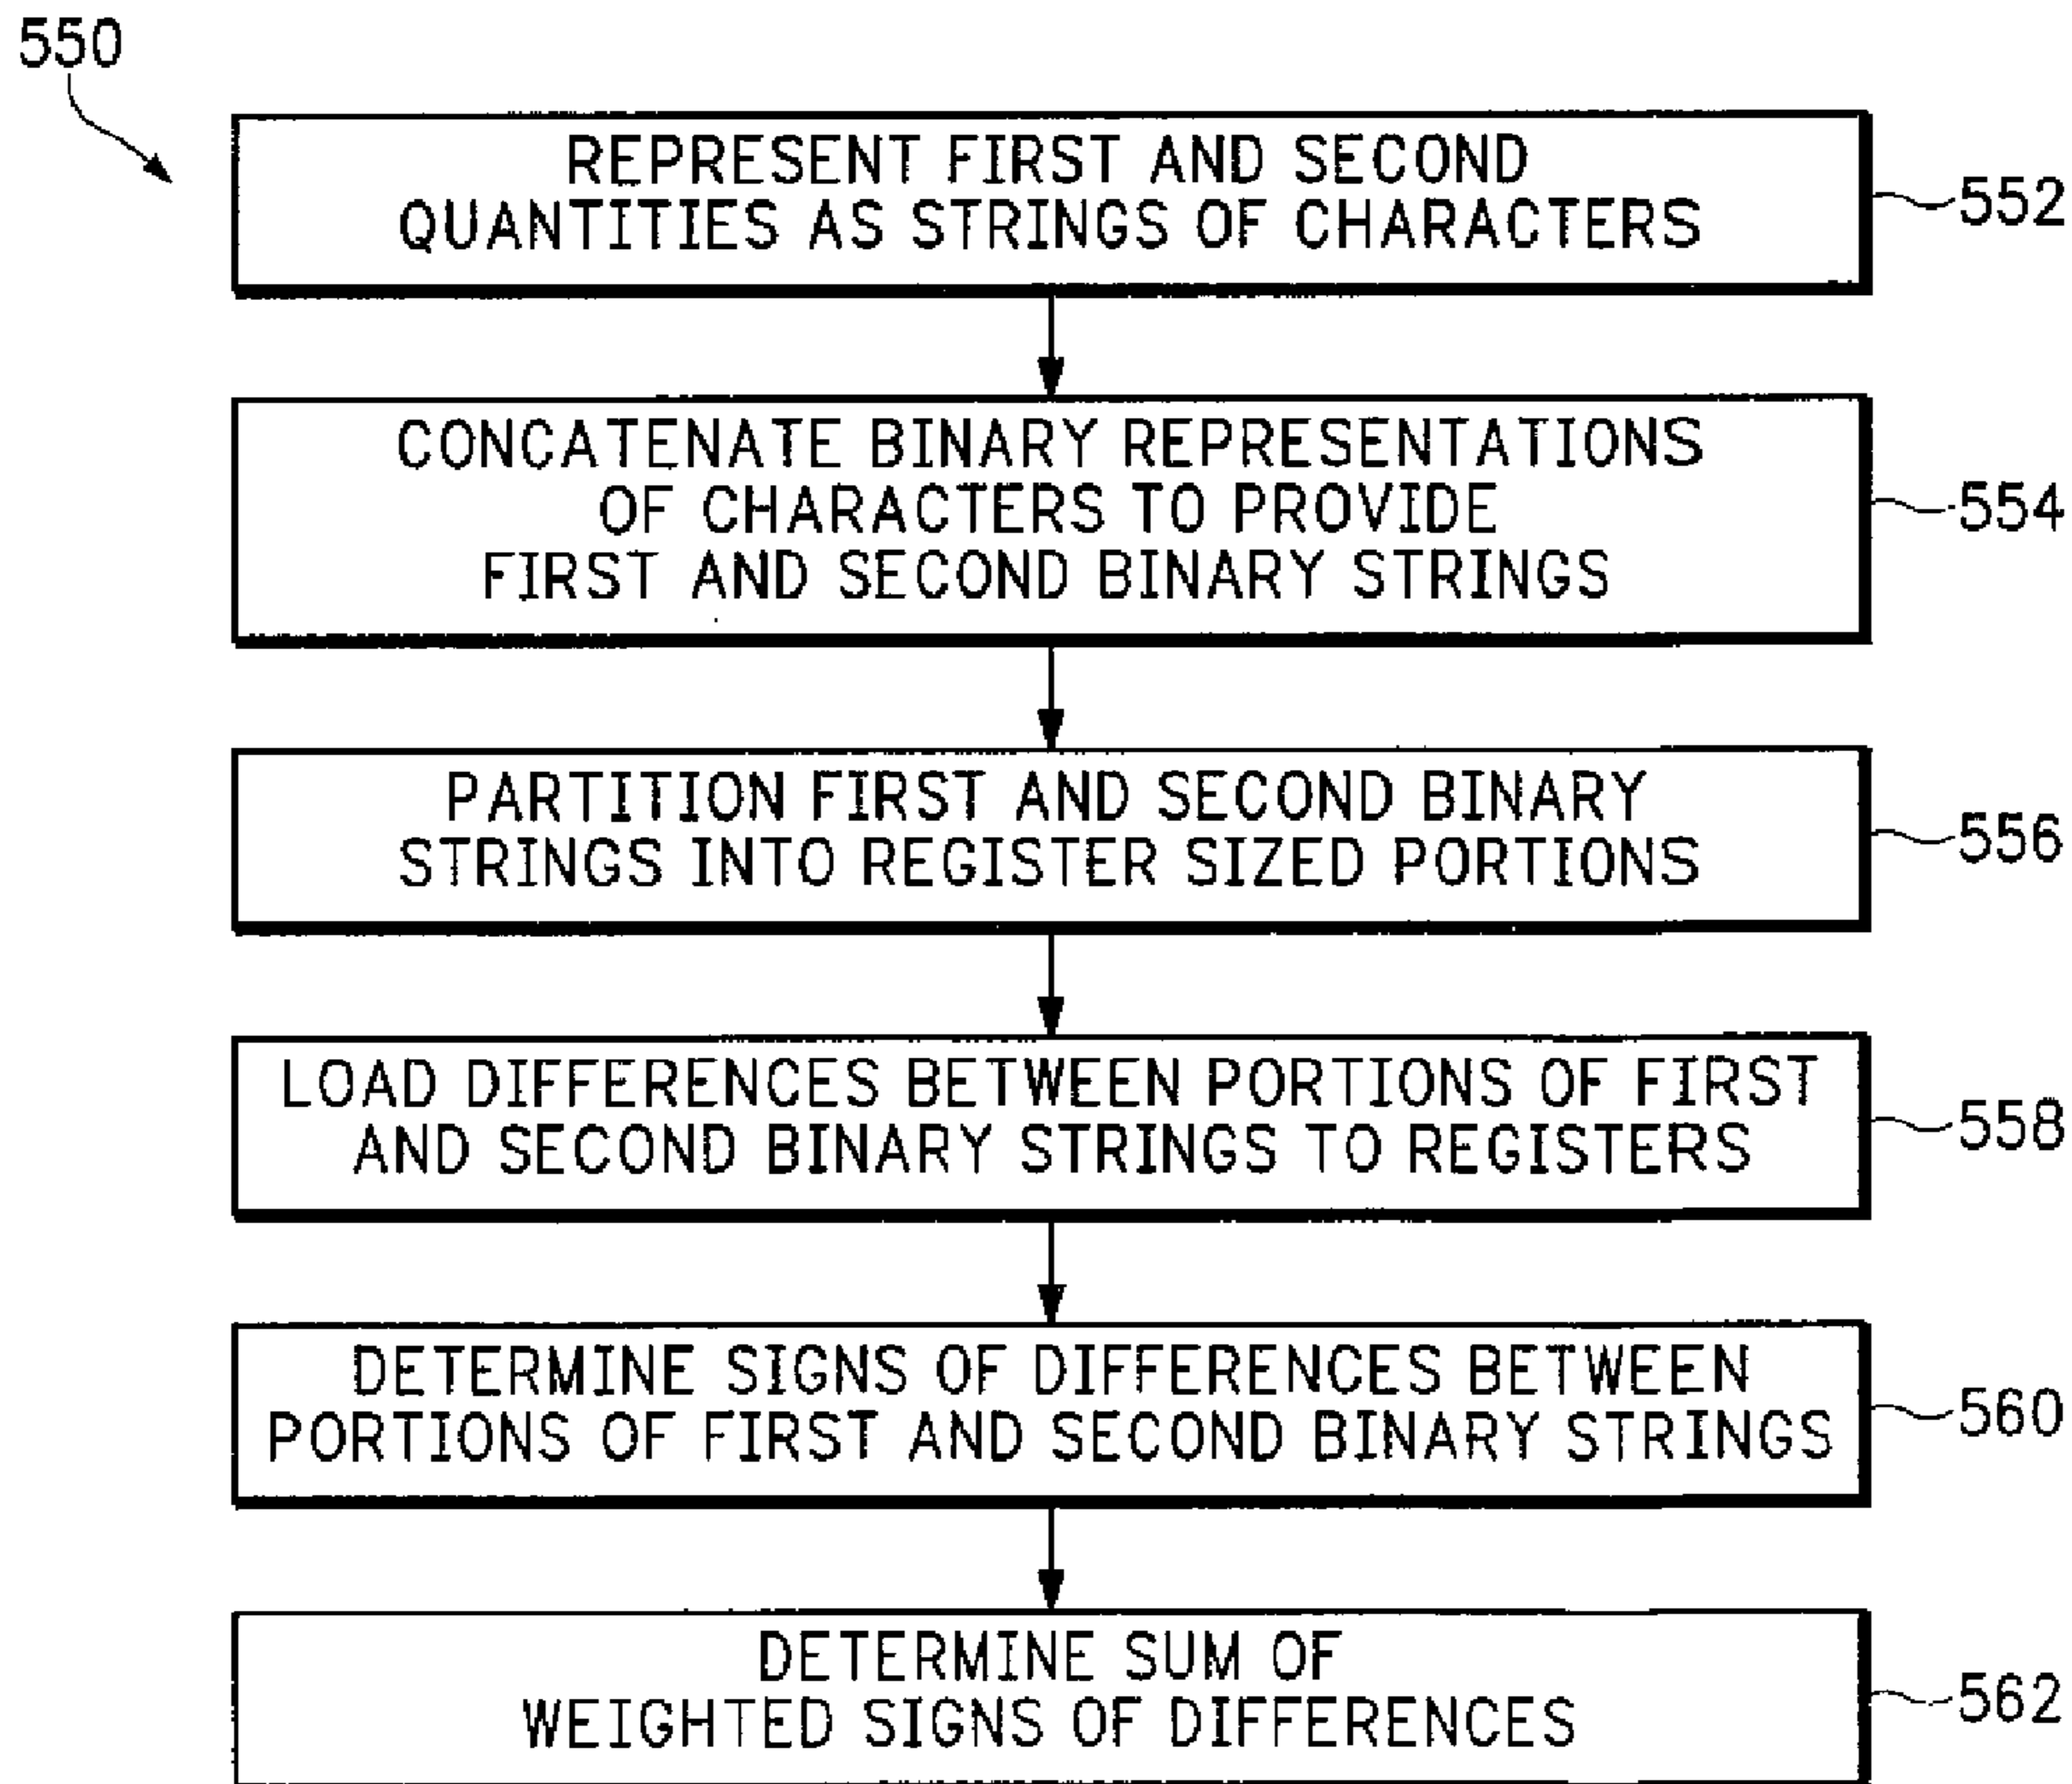 550
REPRESENT FIRST AND SECOND
QUANTITIES AS STRINGS OF CHARACTERS
552
CONCATENATE BINARY REPRESENTATIONS
OF CHARACTERS TO PROVIDE
FIRST AND SECOND BINARY STRINGS
554
PARTITION FIRST AND SECOND BINARY
STRINGS INTO REGISTER SIZED PORTIONS
556
LOAD DIFFERENCES BETWEEN PORTIONS OF FIRST
AND SECOND BINARY STRINGS TO REGISTERS
558
DETERMINE SIGNS OF DIFFERENCES BETWEEN
PORTIONS OF FIRST AND SECOND BINARY STRINGS
560
DETERMINE SUM OF
WEIGHTED SIGNS OF DIFFERENCES
562